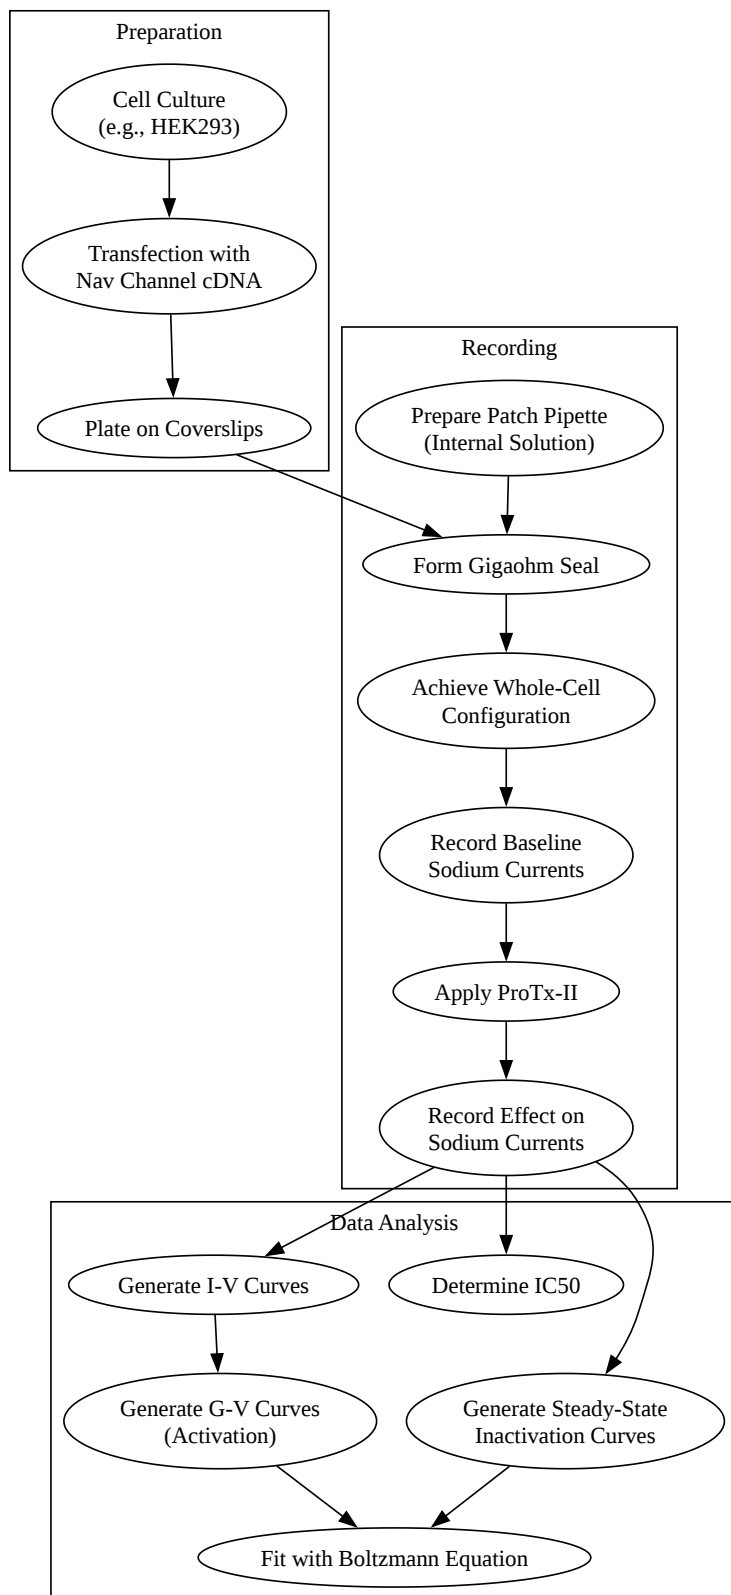 Preparation
Cell Culture
(e.g., HEK293)
Transfection with
Nav Channel cDNA
Plate on Coverslips
Recording
Prepare Patch Pipette
(Internal Solution)
Form Gigaohm Seal
Achieve Whole-Cell
Configuration
Record Baseline
Sodium Currents
Apply ProTx-II
Record Effect on
Sodium Currents
Data Analysis
Generate I-V Curves
Determine IC50
Generate G-V Curves
(Activation)
Generate Steady-State
Inactivation Curves
Fit with Boltzmann Equation